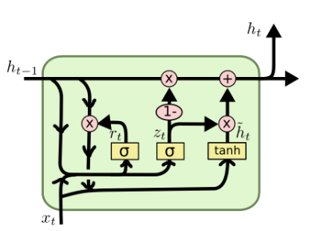 h_t
h_{t-1}
x +
1-
x r_t z_t x h̃_t
σ σ tanh
x_t